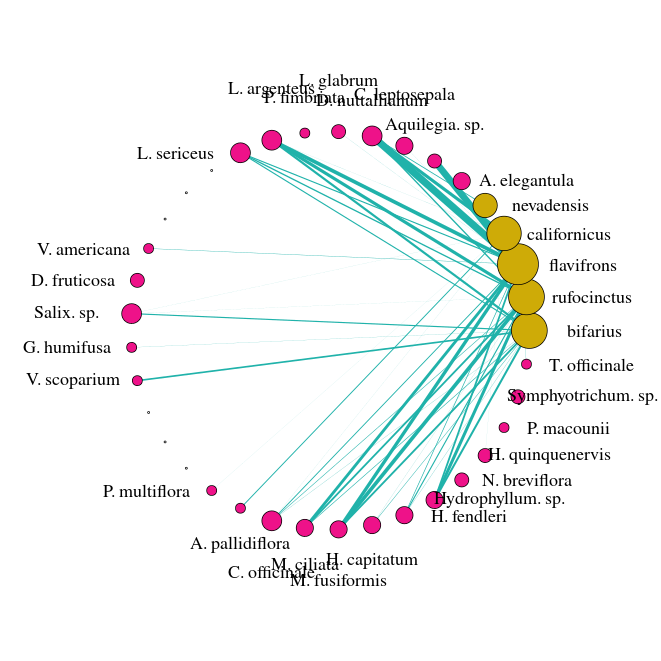 L. glabrum
L. argenteus
P. fimbriata
C. leptosepala
D. nuttallianum
Aquilegia. sp.
L. sericeus
A. elegantula
nevadensis
californicus
V. americana
flavifrons
D. fruticosa
rufocinctus
Salix. sp.
bifarius
G. humifusa
T. officinale
V. scoparium
Symphyotrichum. sp.
P. macounii
H. quinquenervis
N. breviflora
P. multiflora
Hydrophyllum. sp.
H. fendleri
A. pallidiflora
H. capitatum
M. ciliata
C. officinale
M. fusiformis